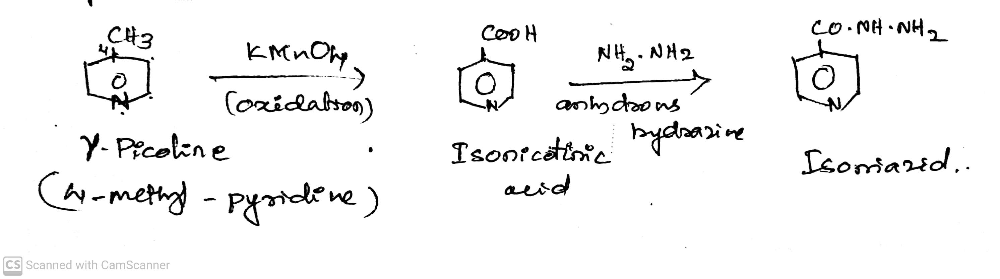 CH3
4
N
KMnO4
(oxidation)
COOH
N
NH2.NH2
anhydrous
hydrazine
CO.NH.NH2
N
γ-Picoline
(4-methyl-pyridine)
Isonicotinic
acid
Isoniazid..
CS Scanned with CamScanner